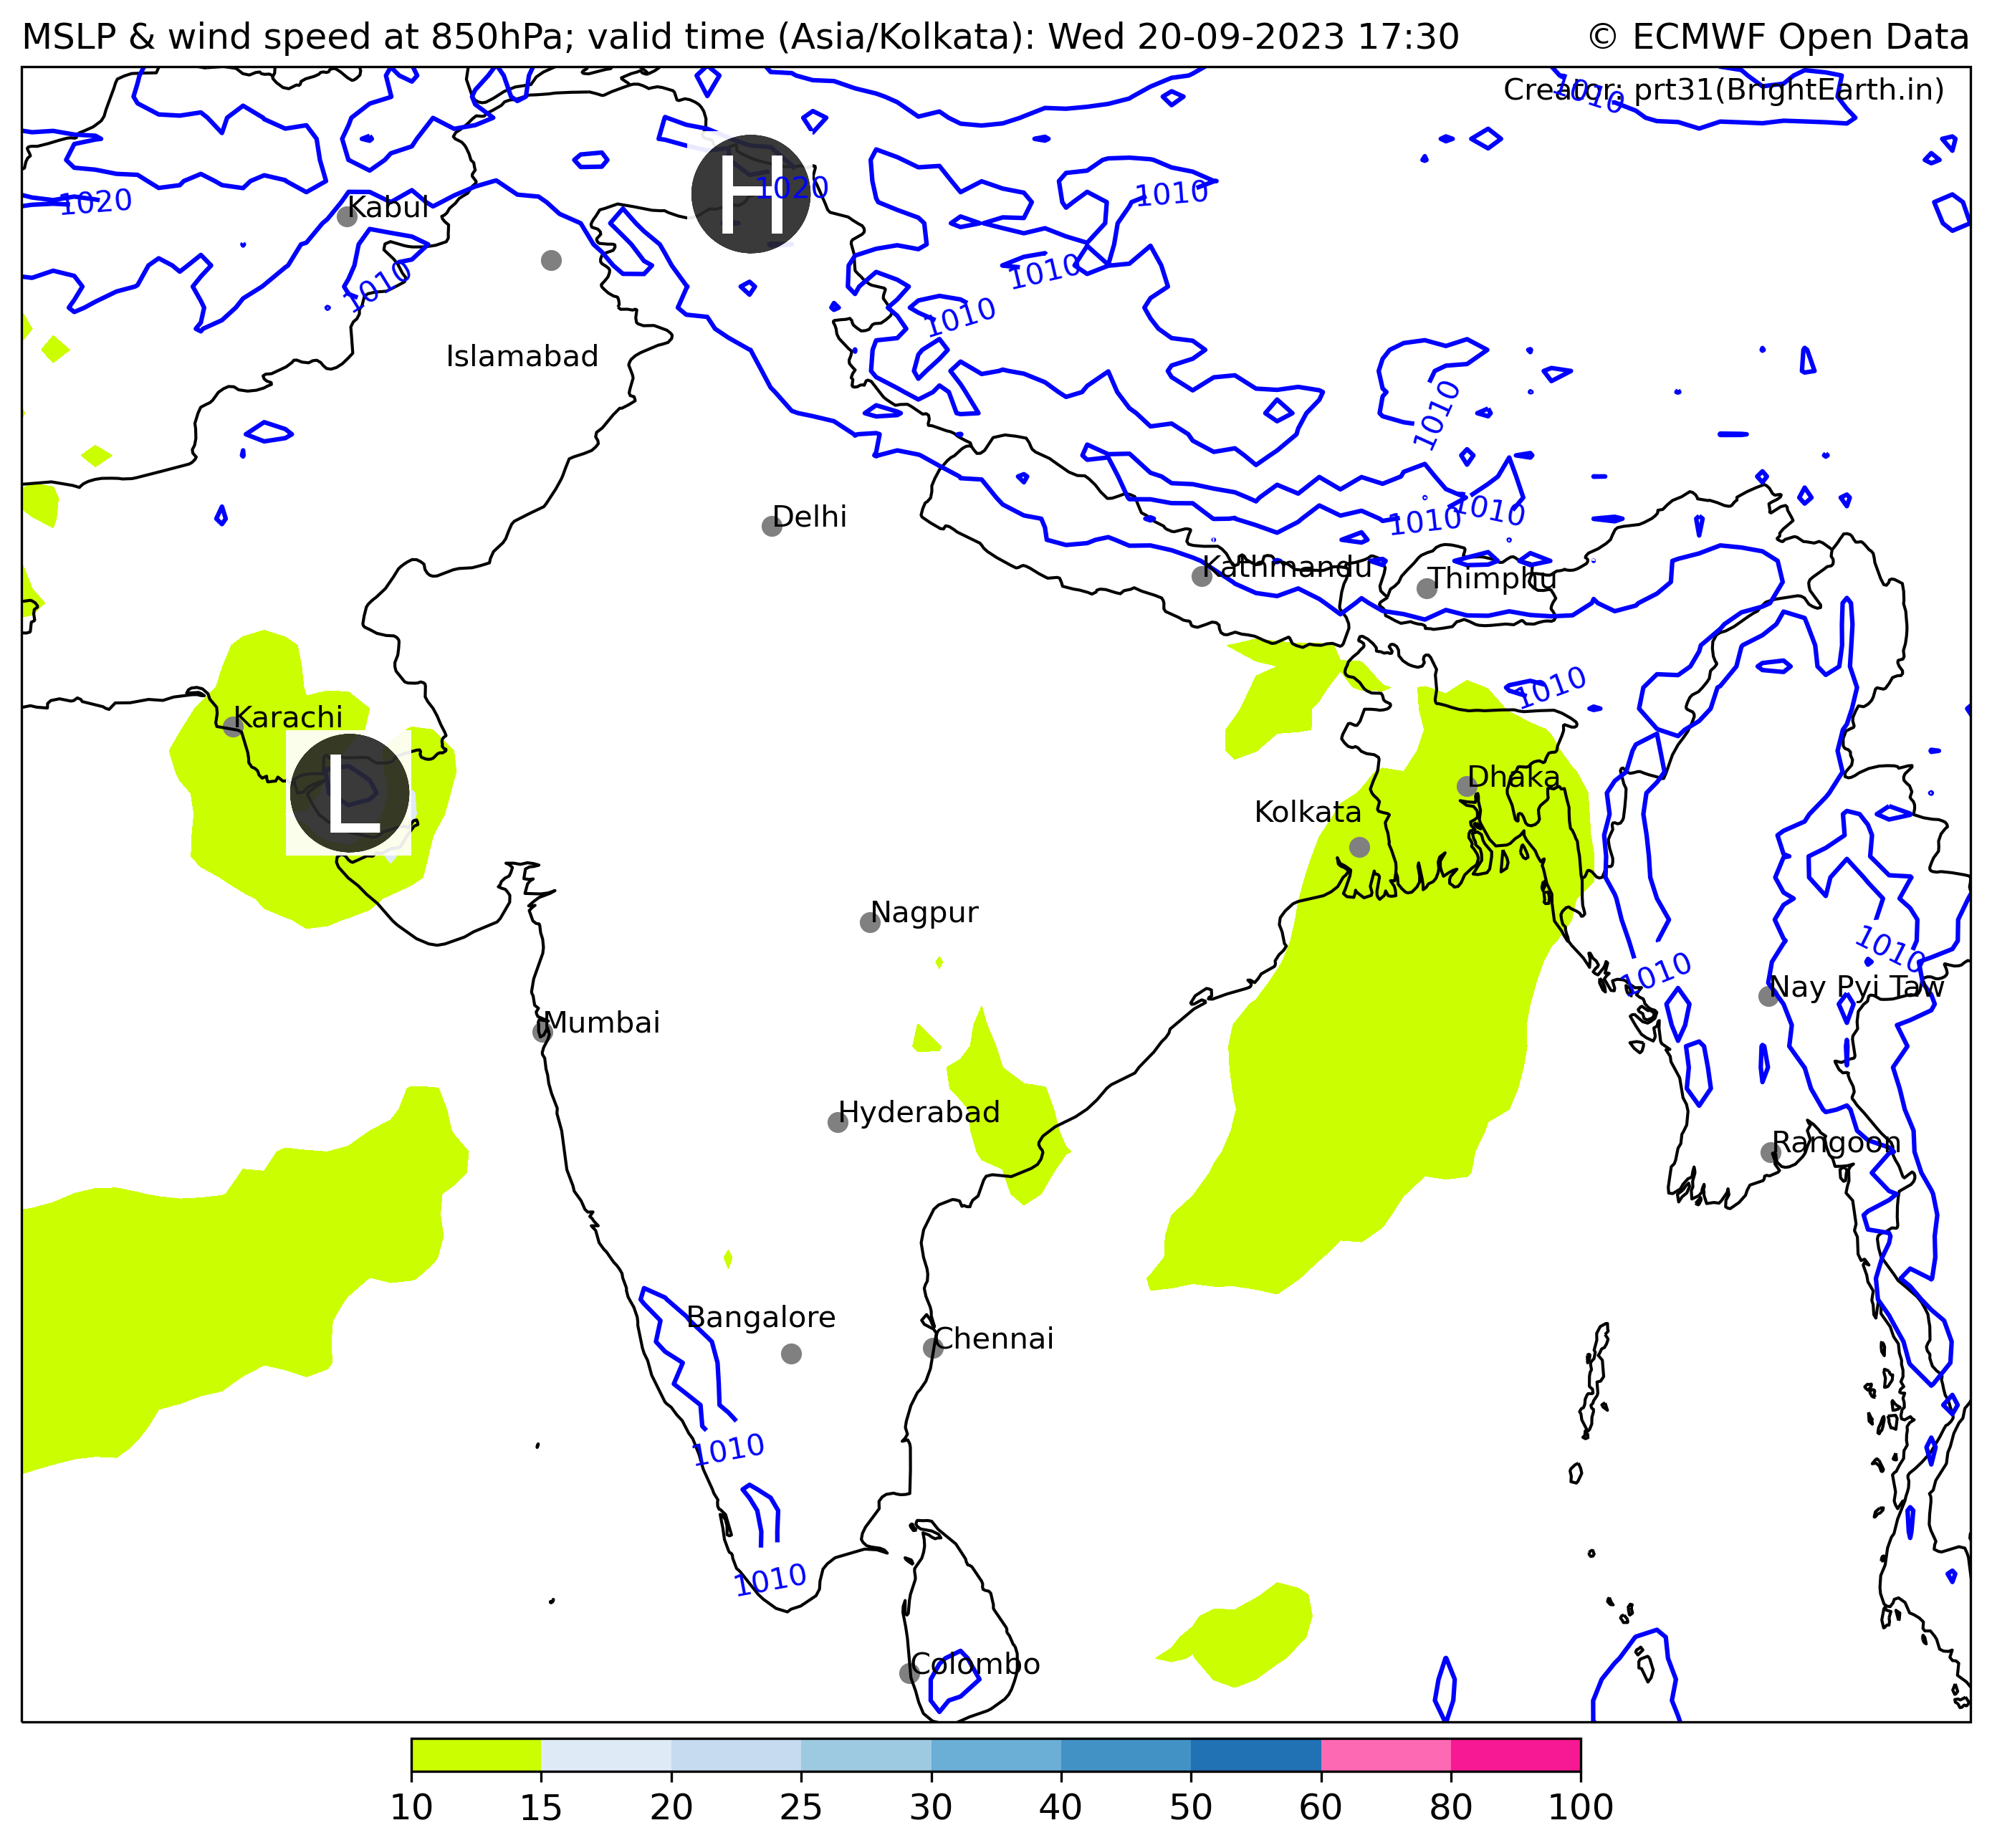 MSLP & wind speed at 850hPa; valid time (Asia/Kolkata): Wed 20-09-2023 17:30
© ECMWF Open Data
Creator: prt31(BrightEarth.in)
1010
H
1020
1010
1020
Kabul
1010
1010
1010
Islamabad
1010
Delhi
1010
1010
Kathmandu
Thimphu
1010
Karachi
L
Dhaka
Kolkata
Nagpur
1010
1010
Nay Pyi Taw
Mumbai
Hyderabad
Rangoon
Bangalore
Chennai
1010
1010
Colombo
10 15 20 25 30 40 50 60 80 100